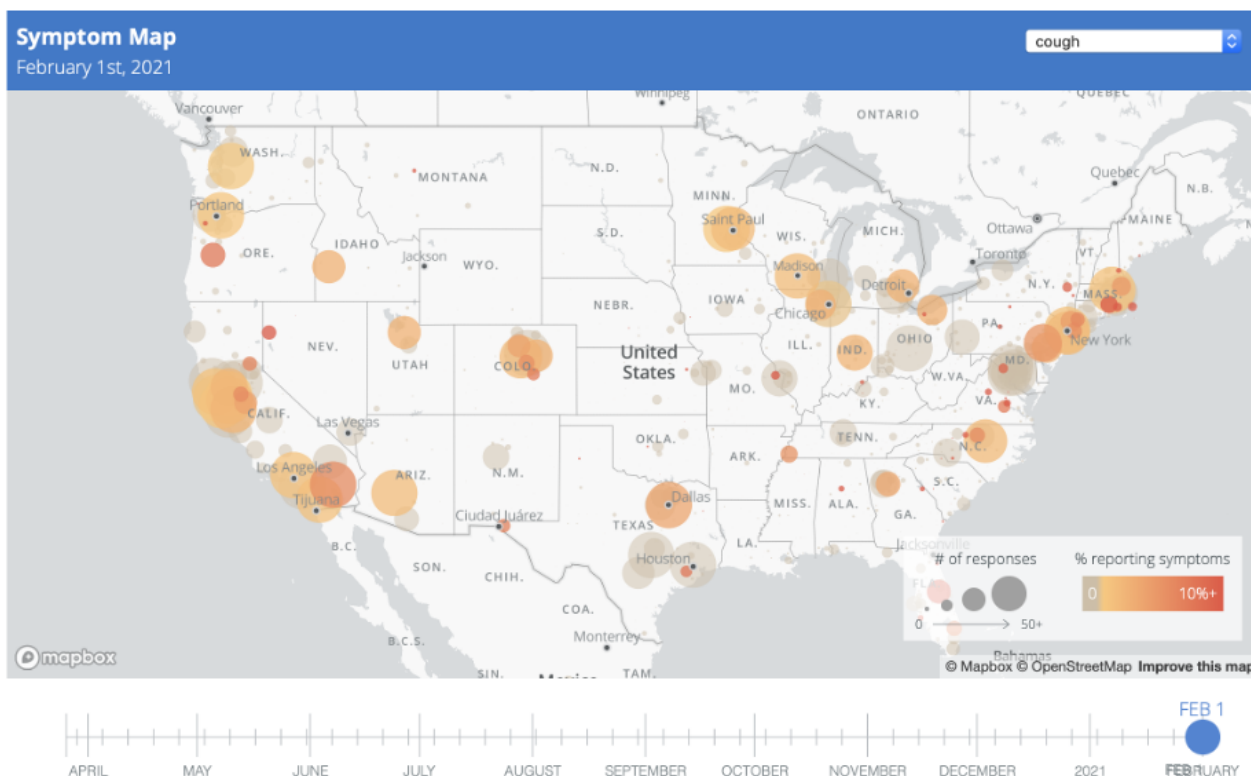 Symptom Map
February 1st, 2021
cough
Vancouver
Winnipeg
ONTARIO
QUEBEC
WASH.
MONTANA
N.D.
MINN.
Quebec
N.B.
Portland
ORE.
IDAHO
Jackson
WYO.
S.D.
Saint Paul
WIS.
MICH.
Ottawa
MAINE
Toronto
VT.
Madison
Detroit
N.Y.
MASS.
NEBR.
IOWA
Chicago
NEV.
UTAH
COLO.
United
States
ILL.
IND.
OHIO
PA.
New York
MD.
MO.
W.VA.
VA.
KY.
CALIF.
Las Vegas
OKLA.
TENN.
N.C.
Los Angeles
ARIZ.
N.M.
ARK.
S.C.
Tijuana
Dallas
MISS.
ALA.
GA.
Ciudad Juárez
TEXAS
LA.
B.C.
Jacksonville
SON.
CHIH.
Houston
# of responses
% reporting symptoms
FLA.
0
10%+
0
50+
COA.
B.C.S.
Monterrey
SIN.
TAM.
Bahamas
mapbox
© Mapbox © OpenStreetMap Improve this map
FEB 1
APRIL
MAY
JUNE
JULY
AUGUST
SEPTEMBER
OCTOBER
NOVEMBER
DECEMBER
2021
FEBRUARY